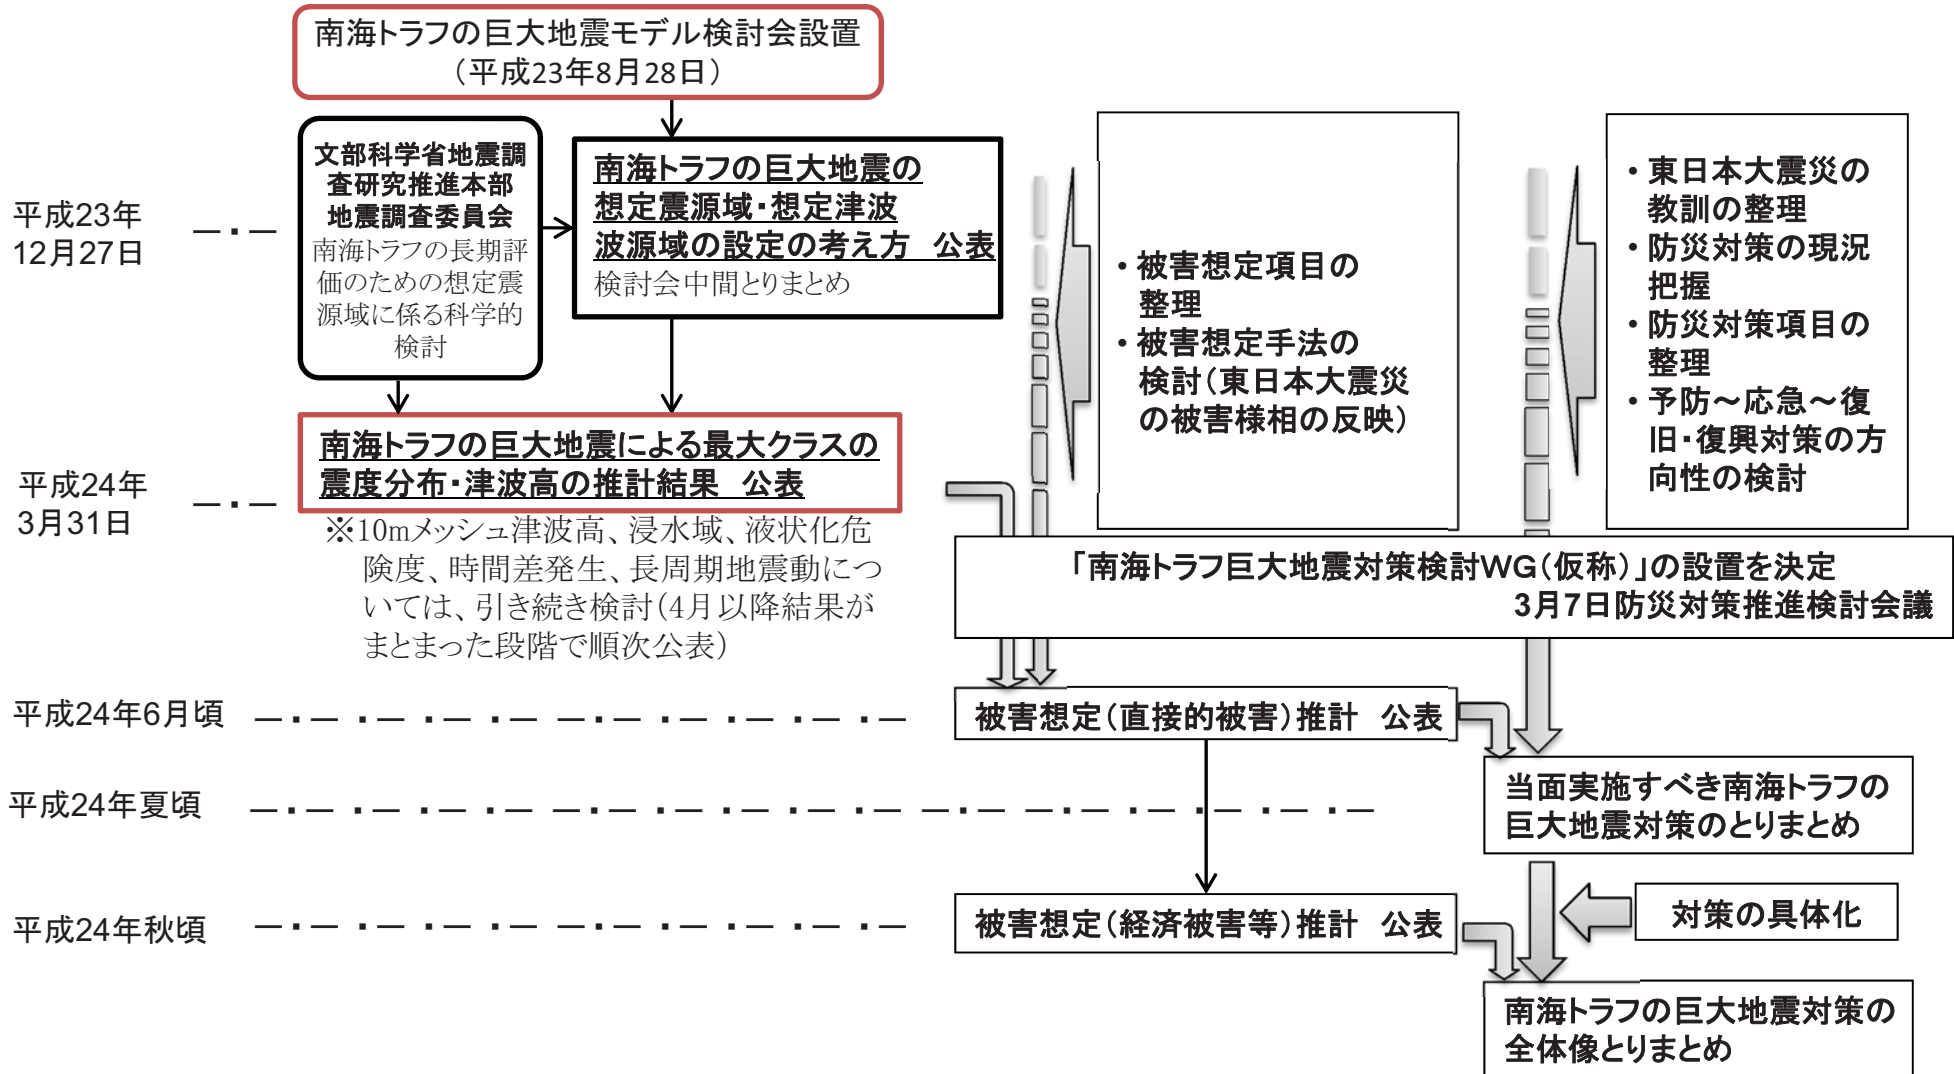 南海トラフの巨大地震モデル検討会設置
（平成23年8月28日）
文部科学省地震調
査研究推進本部
地震調査委員会
南海トラフの長期評
価のための想定震
源域に係る科学的
検討
南海トラフの巨大地震の
想定震源域・想定津波
波源域の設定の考え方　公表
検討会中間とりまとめ
平成23年
12月27日
南海トラフの巨大地震による最大クラスの
震度分布・津波高の推計結果　公表
平成24年
3月31日
※10mメッシュ津波高、浸水域、液状化危
険度、時間差発生、長周期地震動につ
いては、引き続き検討（4月以降結果が
まとまった段階で順次公表）
・被害想定項目の
整理
・被害想定手法の
検討（東日本大震災
の被害様相の反映）
・東日本大震災の
教訓の整理
・防災対策の現況
把握
・防災対策項目の
整理
・予防～応急～復
旧・復興対策の方
向性の検討
「南海トラフ巨大地震対策検討WG（仮称）」の設置を決定
3月7日防災対策推進検討会議
平成24年6月頃
被害想定（直接的被害）推計　公表
平成24年夏頃
当面実施すべき南海トラフの
巨大地震対策のとりまとめ
平成24年秋頃
被害想定（経済被害等）推計　公表
対策の具体化
南海トラフの巨大地震対策の
全体像とりまとめ